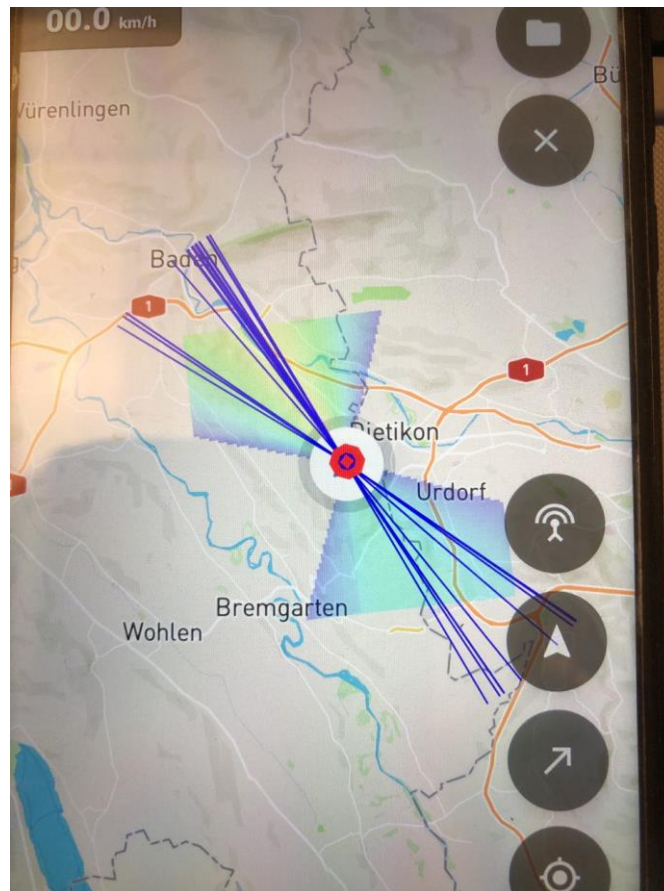 00.0 km/h
Bü
Würenlingen
Baden
1
1
Dietikon
Urdorf
Bremgarten
Wohlen